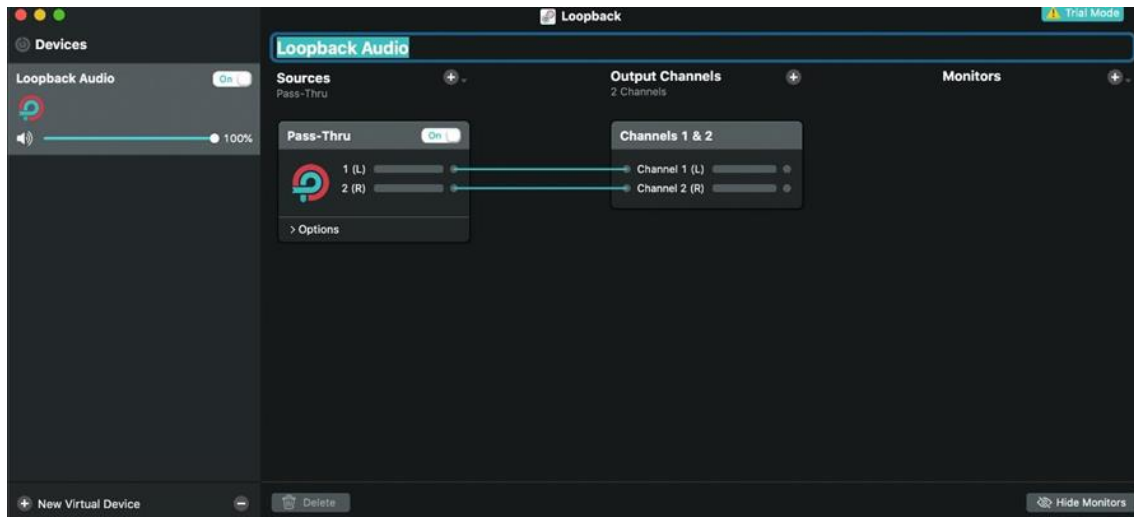 Loopback
Trial Mode
Devices
Loopback Audio
On
100%
New Virtual Device
Loopback Audio
Sources
Pass-Thru
Output Channels
2 Channels
Monitors
Pass-Thru
On
1 (L)
2 (R)
> Options
Channels 1 & 2
Channel 1 (L)
Channel 2 (R)
Delete
Hide Monitors